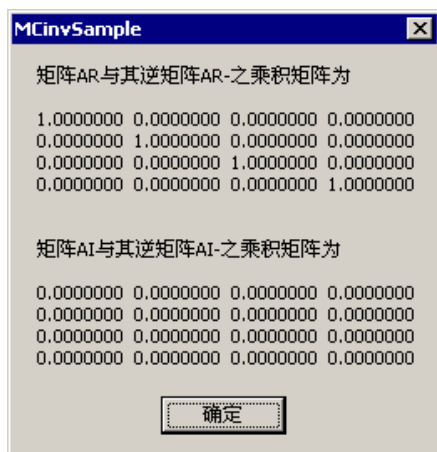 MCinvSample
矩阵AR与其逆矩阵AR-之乘积矩阵为
1.0000000 0.0000000 0.0000000 0.0000000
0.0000000 1.0000000 0.0000000 0.0000000
0.0000000 0.0000000 1.0000000 0.0000000
0.0000000 0.0000000 0.0000000 1.0000000
矩阵AI与其逆矩阵AI-之乘积矩阵为
0.0000000 0.0000000 0.0000000 0.0000000
0.0000000 0.0000000 0.0000000 0.0000000
0.0000000 0.0000000 0.0000000 0.0000000
0.0000000 0.0000000 0.0000000 0.0000000
确定